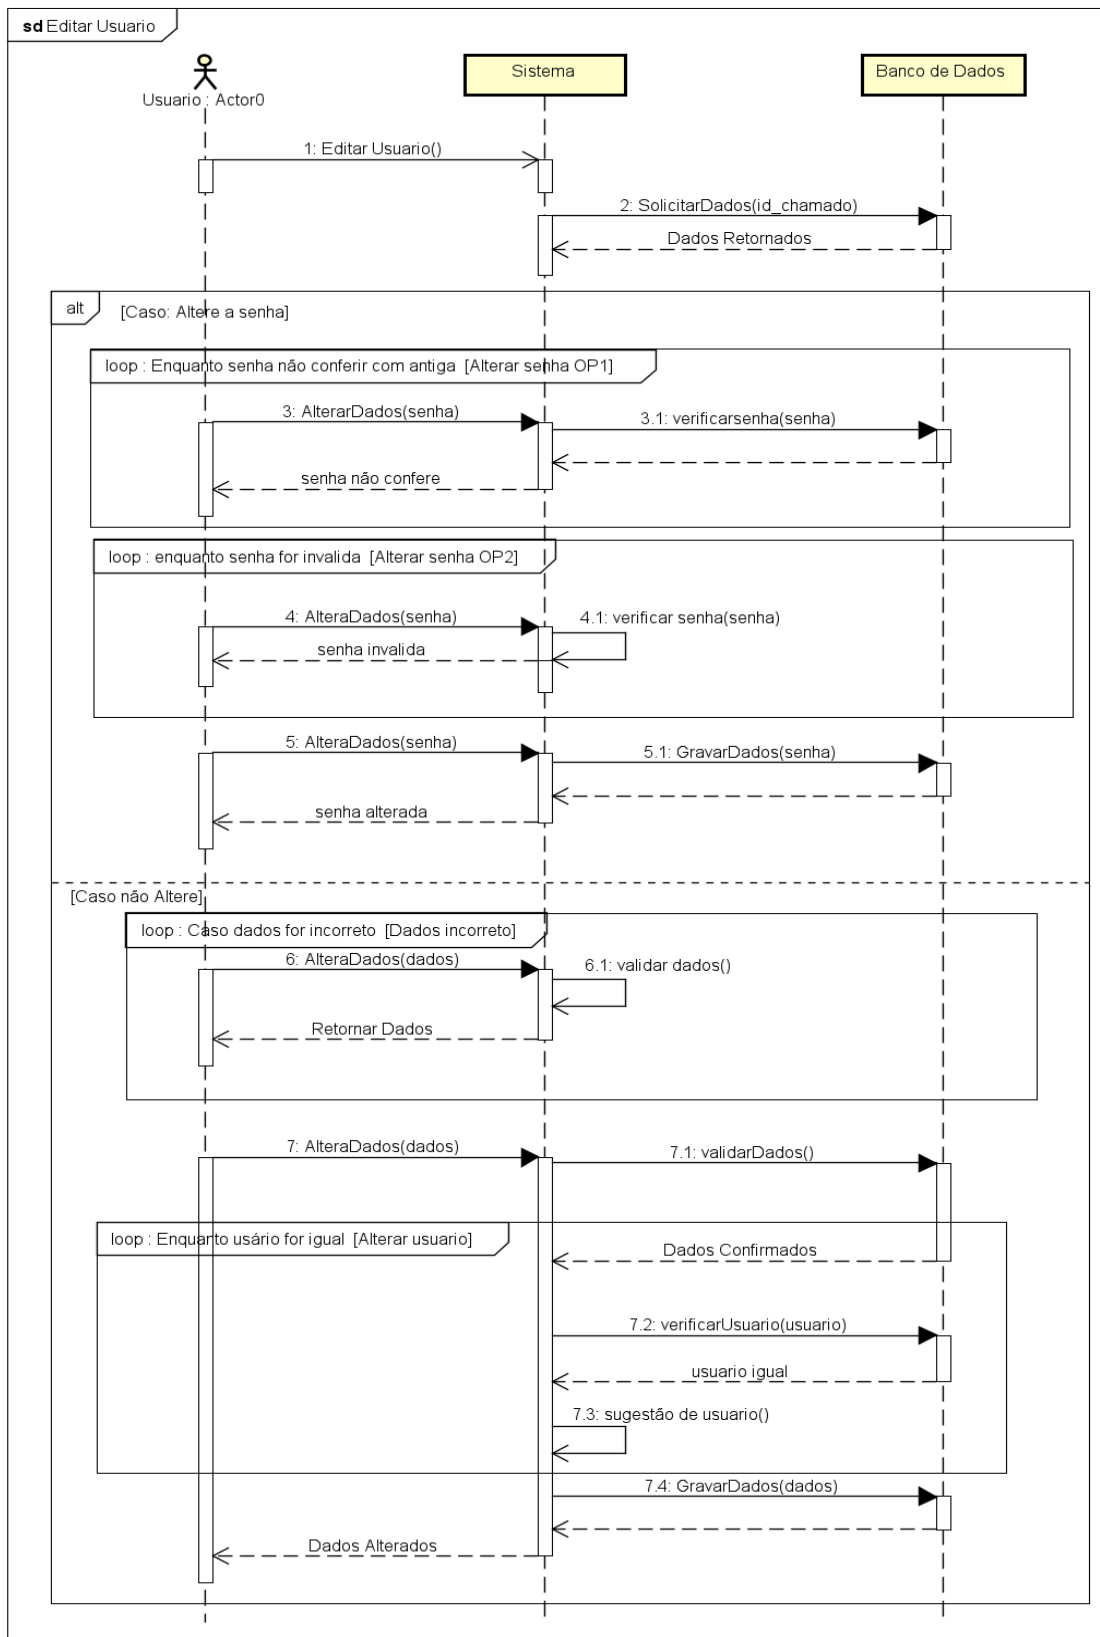 sd Editar Usuario
Usuario : Actor0
Sistema
Banco de Dados
1: Editar Usuario()
2: SolicitarDados(id_chamado)
Dados Retornados
alt
[Caso: Altere a senha]
loop : Enquanto senha não conferir com antiga [Alterar senha OP1]
3: AlterarDados(senha)
3.1: verificarsenha(senha)
senha não confere
loop : enquanto senha for invalida [Alterar senha OP2]
4: AlteraDados(senha)
4.1: verificar senha(senha)
senha invalida
5: AlteraDados(senha)
5.1: GravarDados(senha)
senha alterada
[Caso não Altere]
loop : Caso dados for incorreto [Dados incorreto]
6: AlteraDados(dados)
6.1: validar dados()
Retornar Dados
7: AlteraDados(dados)
7.1: validarDados()
loop : Enquanto usário for igual [Alterar usuario]
Dados Confirmados
7.2: verificarUsuario(usuario)
usuario igual
7.3: sugestão de usuario()
7.4: GravarDados(dados)
Dados Alterados